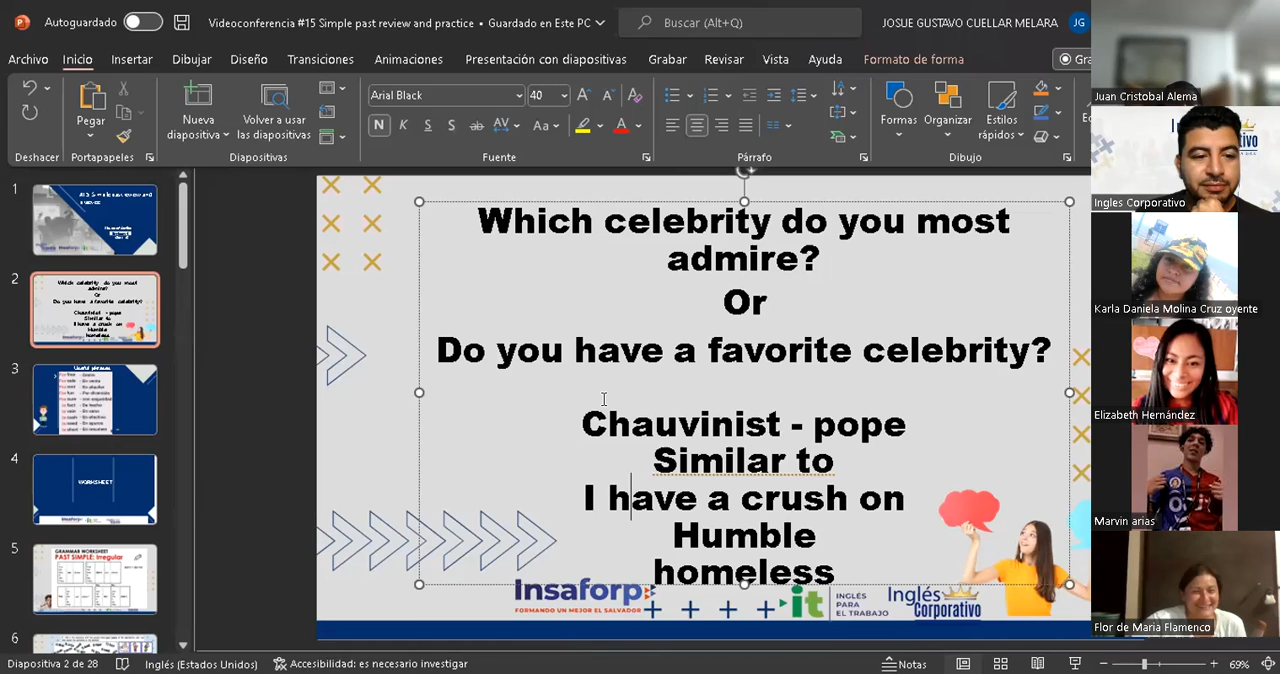 Autoguardado
Videoconferencia #15 Simple past review and practice • Guardado en Este PC
Buscar (Alt+Q)
JOSUE GUSTAVO CUELLAR MELARA
JG
Archivo Inicio Insertar Dibujar Diseño Transiciones Animaciones Presentación con diapositivas Grabar Revisar Vista Ayuda Formato de forma
Pegar
Nueva diapositiva
Volver a usar las diapositivas
Arial Black 40
Formas Organizar Estilos rápidos
Deshacer Portapapeles Diapositivas Fuente Párrafo Dibujo
1
2
3
4
WORKSHEET
5
GRAMMAR WORKSHEET
PAST SIMPLE: Irregular
6
Which celebrity do you most
admire?
Or
Do you have a favorite celebrity?
Chauvinist - pope
Similar to
I have a crush on
Humble
homeless
Insaforp
FORMANDO UN MEJOR EL SALVADOR
it
INGLÉS
PARA
EL TRABAJO
Inglés
Corporativo
Juan Cristobal Alema
Ingles Corporativo
Karla Daniela Molina Cruz oyente
Elizabeth Hernández
Marvin arias
Flor de Maria Flamenco
Diapositiva 2 de 28
Inglés (Estados Unidos)
Accesibilidad: es necesario investigar
Notas
69%